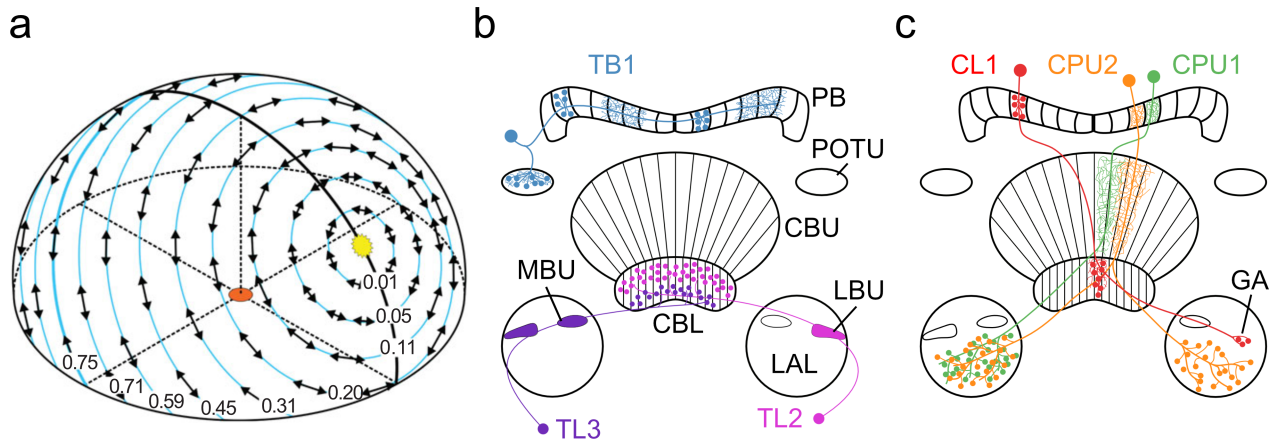 a
b
c
TB1
CL1
CPU2
CPU1
PB
POTU
CBU
MBU
LBU
CBL
LAL
TL3
TL2
GA
0.01
0.05
0.11
0.20
0.31
0.45
0.59
0.71
0.75